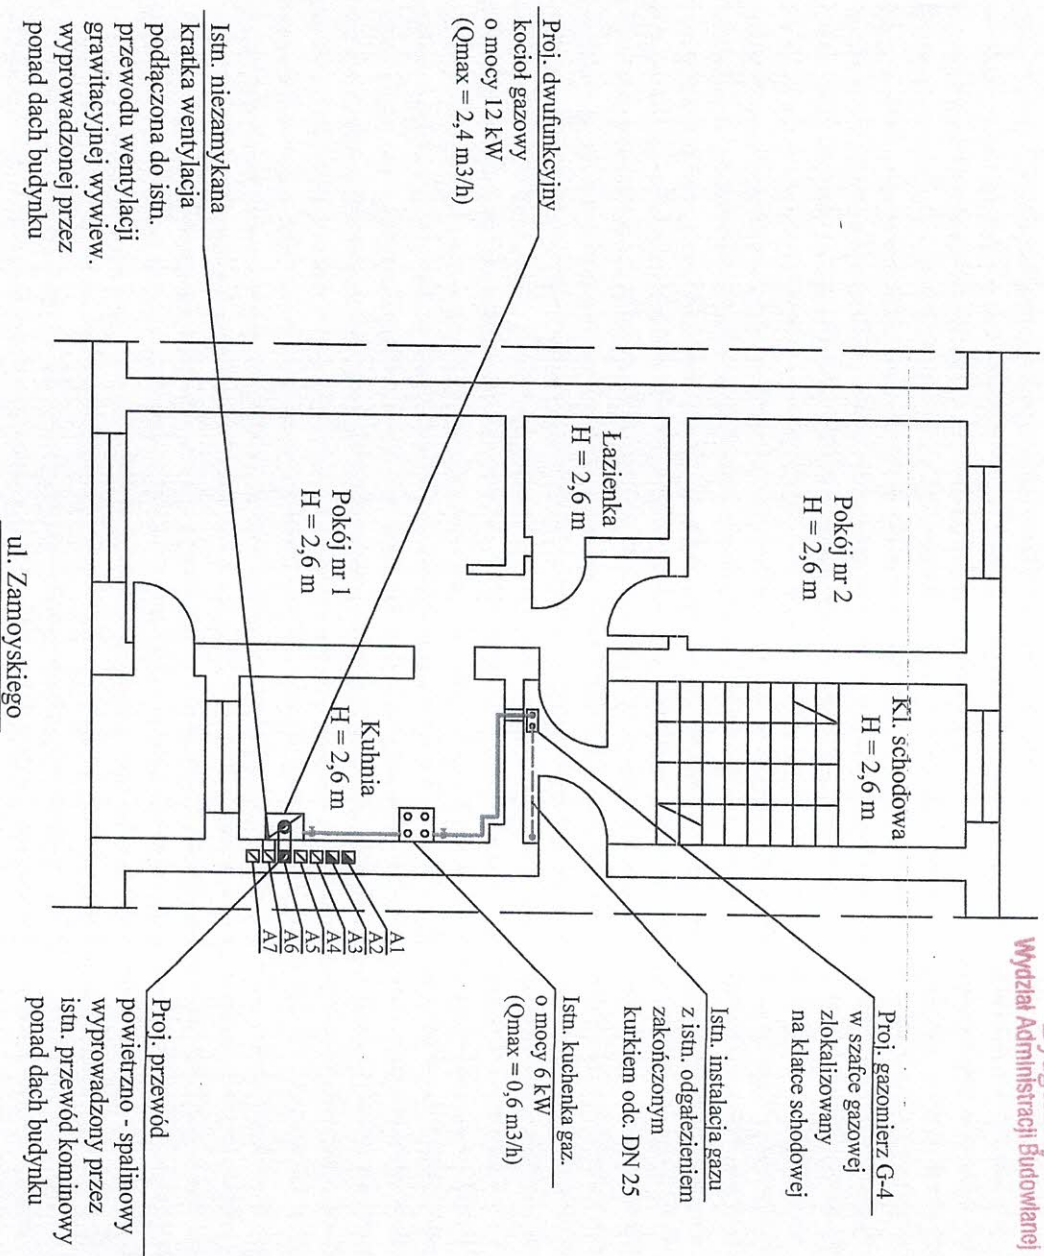 Wydział Administracji Budowlanej
Proj. dwufunkcyjny
kocioł gazowy
o mocy 12 kW
(Qmax = 2,4 m3/h)
Istn. niezamykana
kratka wentylacja
podłączona do istn.
przewodu wentylacji
grawitacyjnej wywiew.
wyprowadzonej przez
ponad dach budynku
Pokój nr 2
H = 2,6 m
Kl. schodowa
H = 2,6 m
Łazienka
H = 2,6 m
Pokój nr 1
H = 2,6 m
Kuhnia
H = 2,6 m
A1
A2
A3
A4
A5
A6
A7
Proj. gazomierz G-4
w szafce gazowej
zlokalizowany
na klatce schodowej
Istn. instalacja gazu
z istn. odgałęzieniem
zakończonym
kurkiem odc. DN 25
Istn. kuchenka gaz.
o mocy 6 kW
(Qmax = 0,6 m3/h)
Proj. przewód
powietrzno - spalinowy
wyprowadzony przez
istn. przewód kominowy
ponad dach budynku
ul. Zamoyskiego